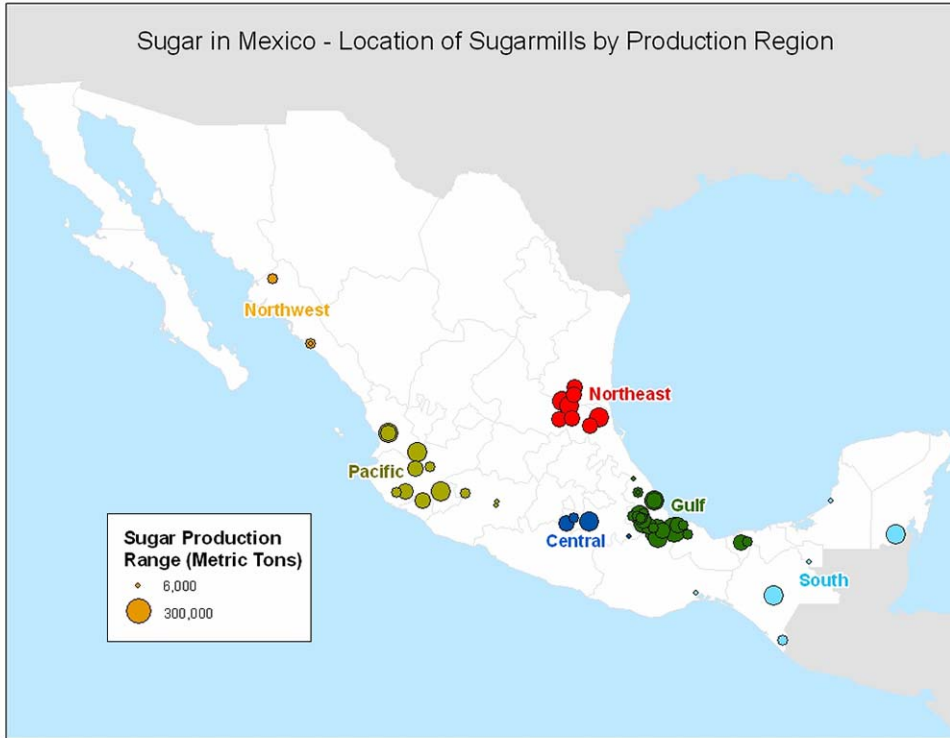 Sugar in Mexico - Location of Sugarmills by Production Region
Northwest
Northeast
Pacific
Gulf
Central
South
Sugar Production
Range (Metric Tons)
6,000
300,000